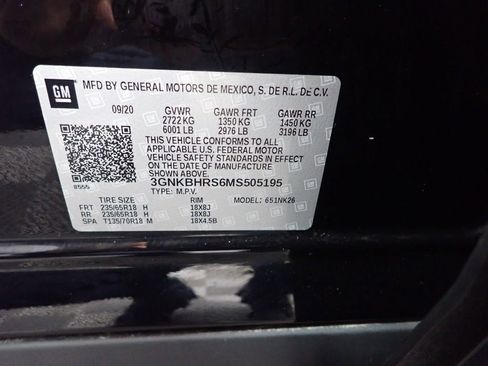 GM
MFD BY GENERAL MOTORS DE MEXICO, S. DE R.L. DE C.V.
09/20 GVWR GAWR FRT GAWR RR
2722 KG 1350 KG 1450 KG
6001 LB 2976 LB 3196 LB
THIS VEHICLE CONFORMS TO ALL
APPLICABLE U.S. FEDERAL MOTOR
VEHICLE SAFETY STANDARDS IN EFFECT ON
THE DATE OF MANUFACTURE SHOWN ABOVE.
8555 3GNKBHRS6MS505195
TYPE: M.P.V.
TIRE SIZE RIM MODEL: 651NK26
FRT 235/65R18 H 18X8J
RR 235/65R18 H 18X8J
SPA T135/70R18 M 18X4.5B